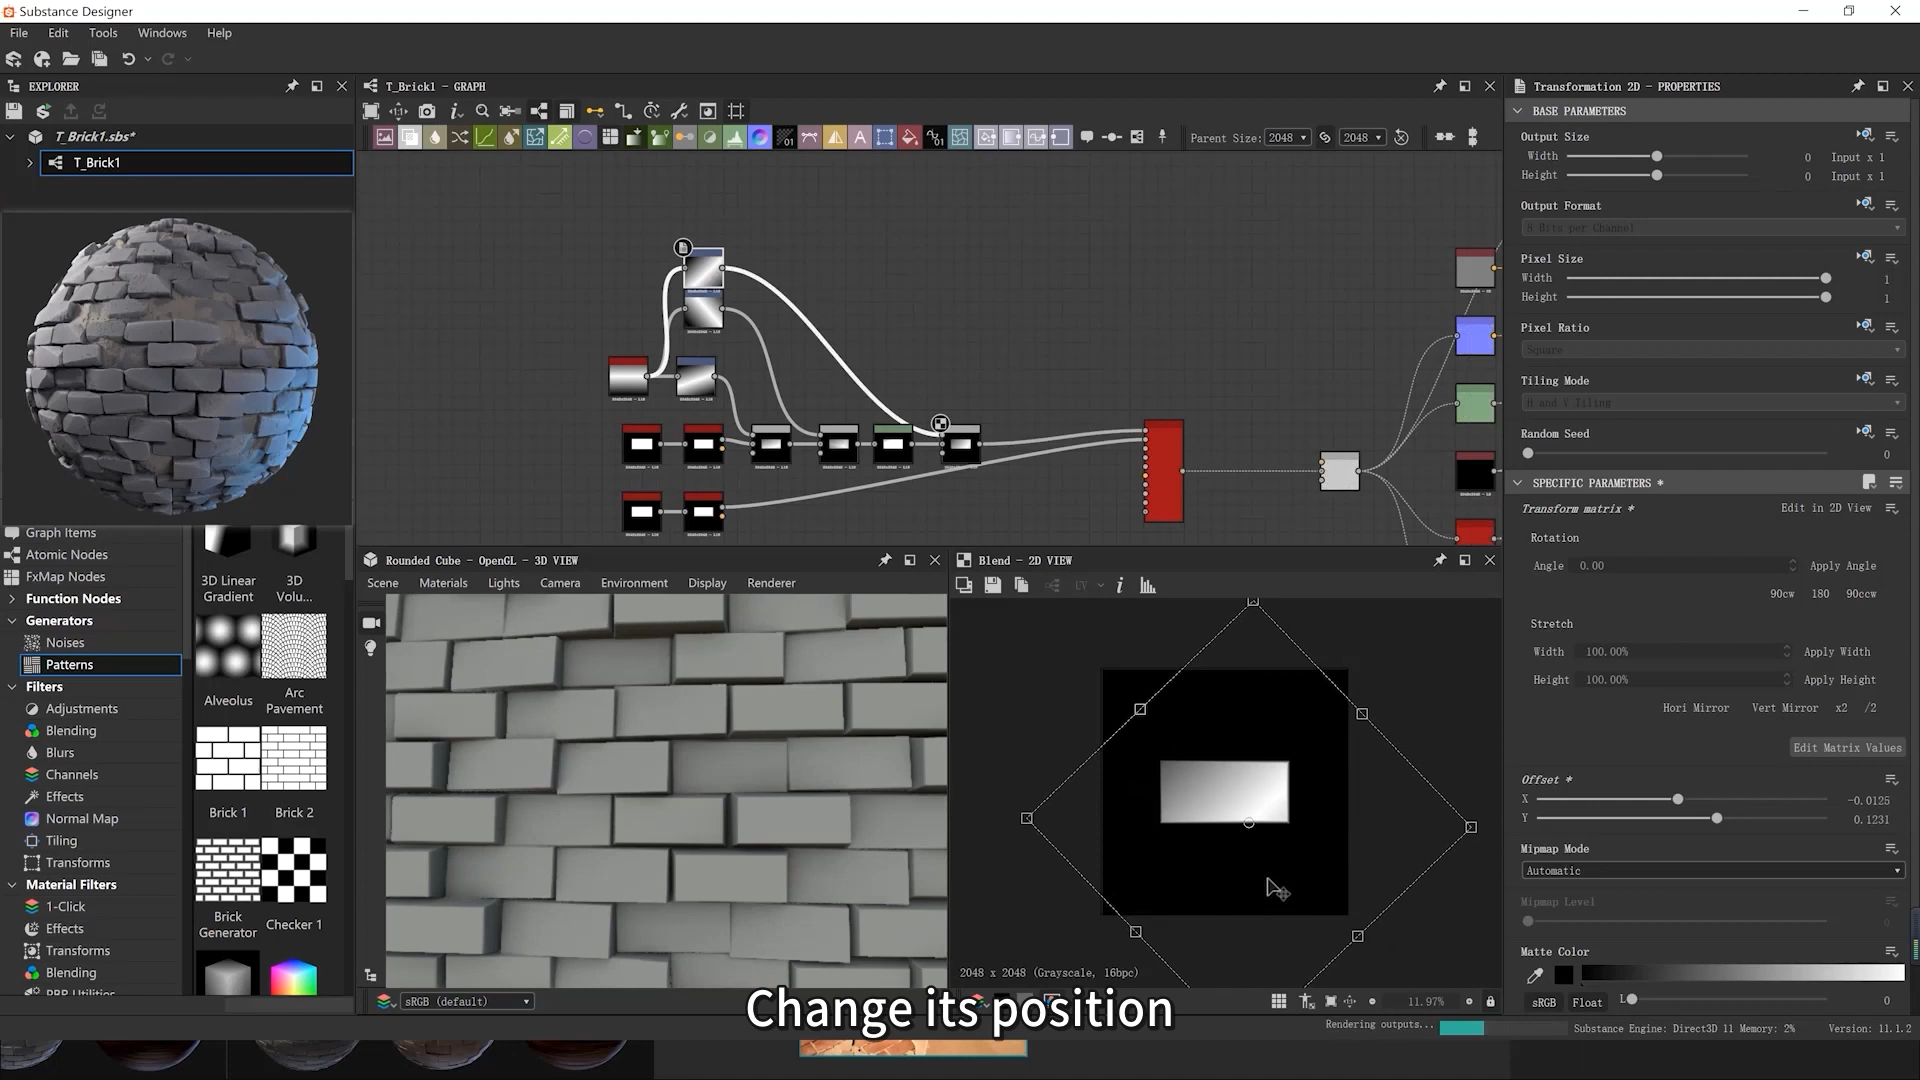 Substance Designer
File Edit Tools Windows Help
EXPLORER
T_Brick1.sbs*
T_Brick1
T_Brick1 - GRAPH
Parent Size: 2048 2048
Graph Items
Atomic Nodes
FxMap Nodes
Function Nodes
Generators
Noises
Patterns
Filters
Adjustments
Blending
Blurs
Channels
Effects
Normal Map
Tiling
Transforms
Material Filters
1-Click
Effects
Transforms
Blending
PBR Utilities
3D Linear Gradient
3D Volu...
Alveolus
Arc Pavement
Brick 1
Brick 2
Brick Generator
Checker 1
Rounded Cube - OpenGL - 3D VIEW
Scene Materials Lights Camera Environment Display Renderer
sRGB (default)
Blend - 2D VIEW
UV
2048 x 2048 (Grayscale, 16bpc)
11.97%
Change its position
Rendering outputs...
Substance Engine: Direct3D 11 Memory: 2% Version: 11.1.2
Transformation 2D - PROPERTIES
BASE PARAMETERS
Output Size
Width 0 Input x 1
Height 0 Input x 1
Output Format
8 Bits per Channel
Pixel Size
Width 1
Height 1
Pixel Ratio
Square
Tiling Mode
H and V Tiling
Random Seed
0
SPECIFIC PARAMETERS *
Transform matrix * Edit in 2D View
Rotation
Angle 0.00 Apply Angle
90cw 180 90ccw
Stretch
Width 100.00% Apply Width
Height 100.00% Apply Height
Hori Mirror Vert Mirror x2 /2
Edit Matrix Values
Offset *
X -0.0125
Y 0.1231
Mipmap Mode
Automatic
Mipmap Level
0
Matte Color
sRGB Float L 0